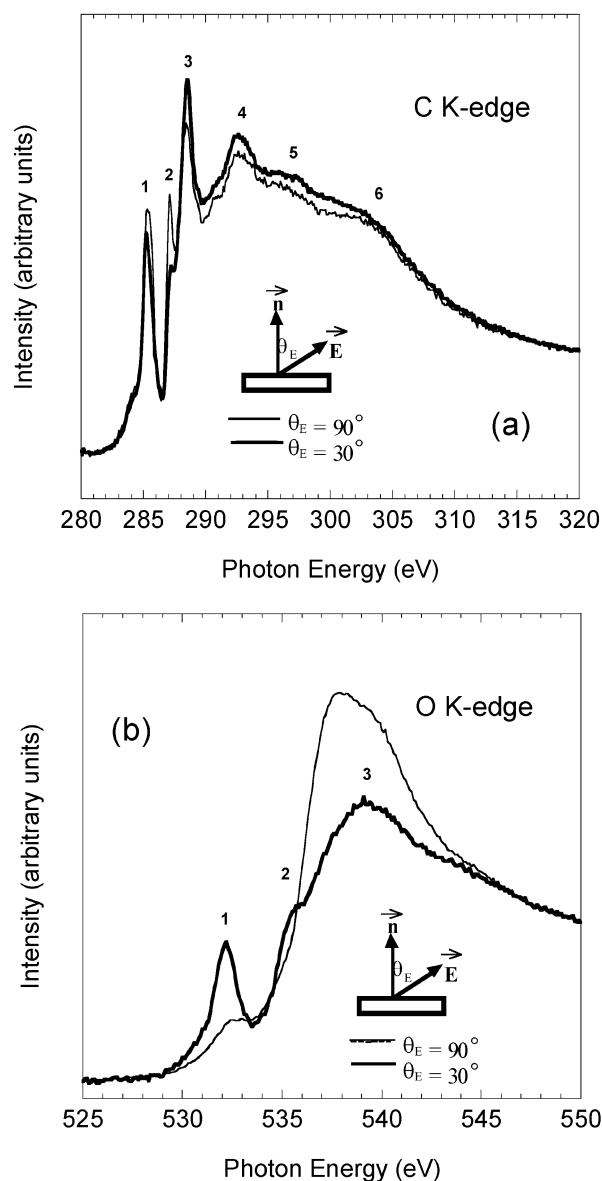 3
C K-edge
4
5
1
2
6
Intensity (arbitrary units)
n
θE
E
θE = 90°
θE = 30°
(a)
280 285 290 295 300 305 310 315 320
Photon Energy (eV)
(b)
O K-edge
3
2
1
Intensity (arbitrary units)
n
θE
E
θE = 90°
θE = 30°
525 530 535 540 545 550
Photon Energy (eV)